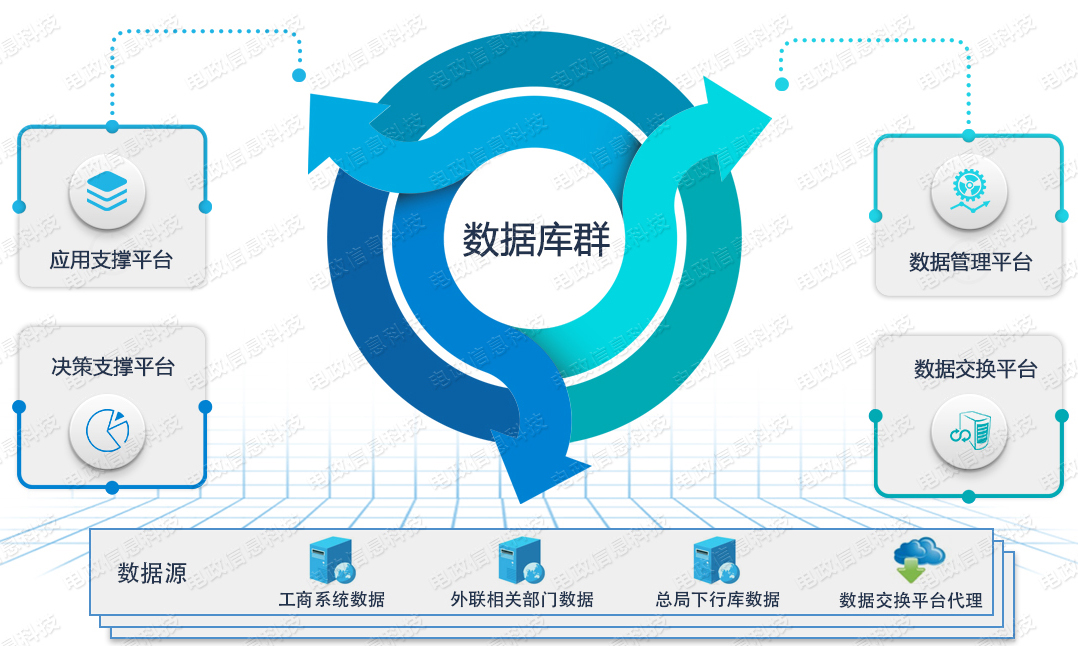 数据库群
应用支撑平台
数据管理平台
决策支撑平台
数据交换平台
数据源
工商系统数据
外联相关部门数据
总局下行库数据
数据交换平台代理
电政信息科技